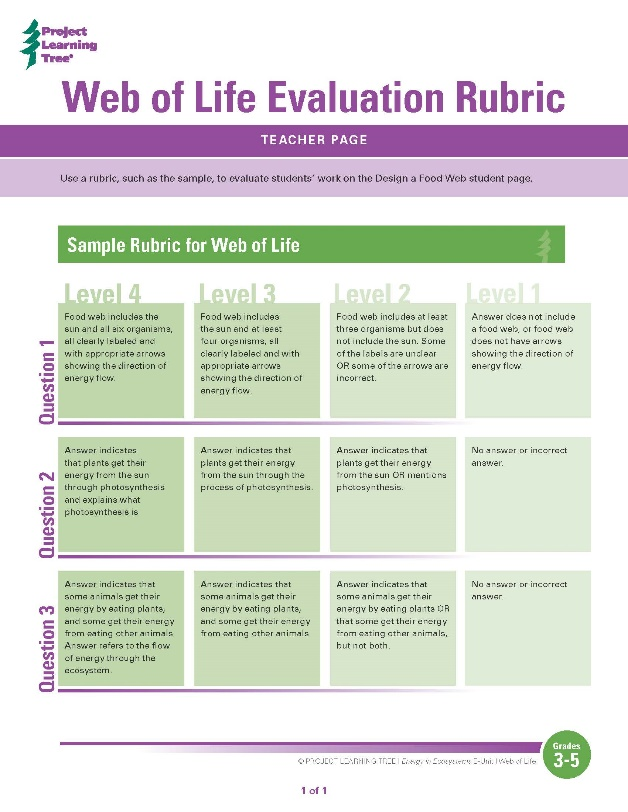 Project
Learning
Tree®
Web of Life Evaluation Rubric
TEACHER PAGE
Use a rubric, such as the sample, to evaluate students' work on the Design a Food Web student page.
Sample Rubric for Web of Life
Level 4
Level 3
Level 2
Level 1
Question 1
Food web includes the
sun and all six organisms,
all clearly labeled and
with appropriate arrows
showing the direction of
energy flow.
Food web includes
the sun and at least
four organisms, all
clearly labeled and with
appropriate arrows
showing the direction of
energy flow.
Food web includes at least
three organisms but does
not include the sun. Some
of the labels are unclear
OR some of the arrows are
incorrect.
Answer does not include
a food web, or food web
does not have arrows
showing the direction of
energy flow
Question 2
Answer indicates
that plants get their
energy from the sun
through photosynthesis
and explains what
photosynthesis is
Answer indicates that
plants get their energy
from the sun through the
process of photosynthesis.
Answer indicates that
plants get their energy
from the sun OR mentions
photosynthesis.
No answer or incorrect
answer.
Question 3
Answer indicates that
some animals get their
energy by eating plants,
and some get their energy
from eating other animals
Answer refers to the flow
of energy through the
ecosystem.
Answer indicates that
some animals get their
energy by eating plants,
and some get their energy
from eating other animals
Answer indicates that
some animals get their
energy by eating plants OR
that some get their energy
from eating other animals,
but not both.
No answer or incorrect
answer
Grades
3-5
© PROJECT LEARNING TREE | Energy in Ecosystems E-Unit | Web of Life
1 of 1